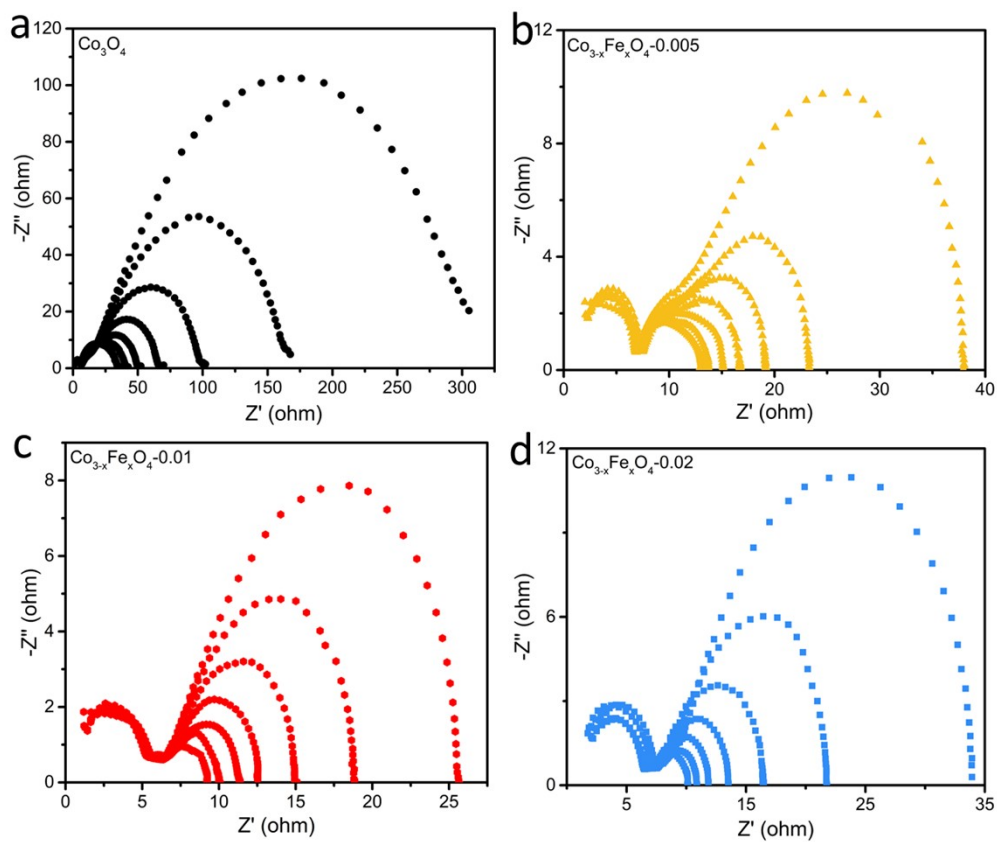 a
Co3O4
120
100
80
60
40
20
0
0 50 100 150 200 250 300
-Z" (ohm)
Z' (ohm)
b
Co3-xFexO4-0.005
12
8
4
0
0 10 20 30 40
-Z" (ohm)
Z' (ohm)
c
Co3-xFexO4-0.01
8
6
4
2
0
0 5 10 15 20 25
-Z" (ohm)
Z' (ohm)
d
Co3-xFexO4-0.02
12
6
0
5 15 25 35
-Z" (ohm)
Z' (ohm)